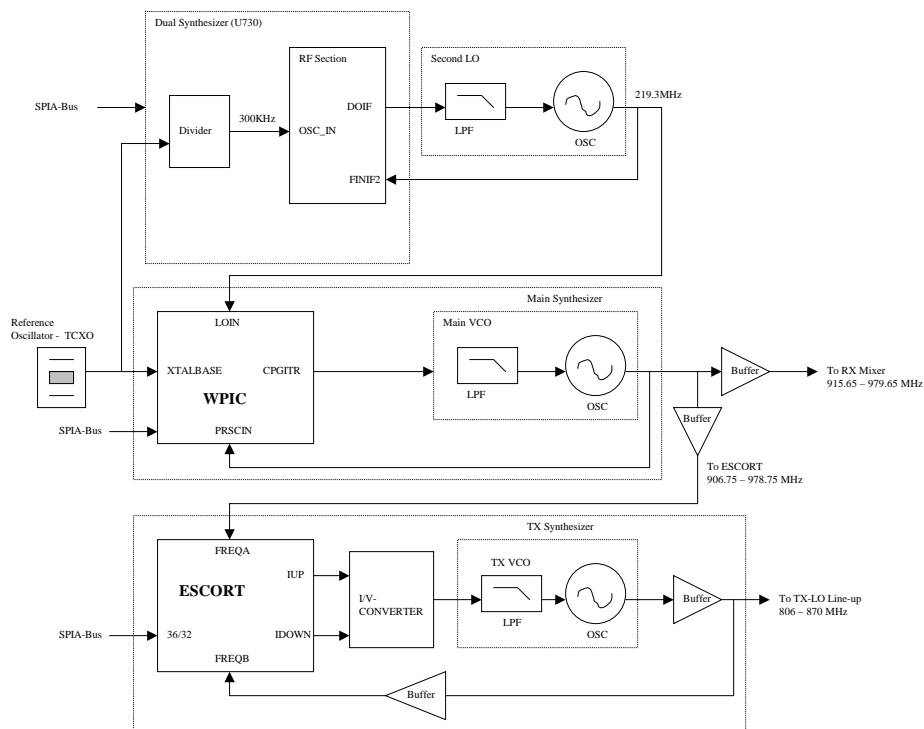 Dual Synthesizer (U730)
RF Section
Second LO
SPIA-Bus
Divider
300KHz
OSC_IN
DOIF
FINIF2
LPF
OSC
219.3MHz
Main Synthesizer
Reference
Oscillator - TCXO
LOIN
XTALBASE
CPGITR
WPIC
PRSCIN
SPIA-Bus
Main VCO
LPF
OSC
Buffer
To RX Mixer
915.65 – 979.65 MHz
Buffer
To ESCORT
906.75 – 978.75 MHz
TX Synthesizer
FREQA
ESCORT
IUP
IDOWN
36/32
FREQB
SPIA-Bus
I/V-
CONVERTER
TX VCO
LPF
OSC
Buffer
To TX-LO Line-up
806 – 870 MHz
Buffer